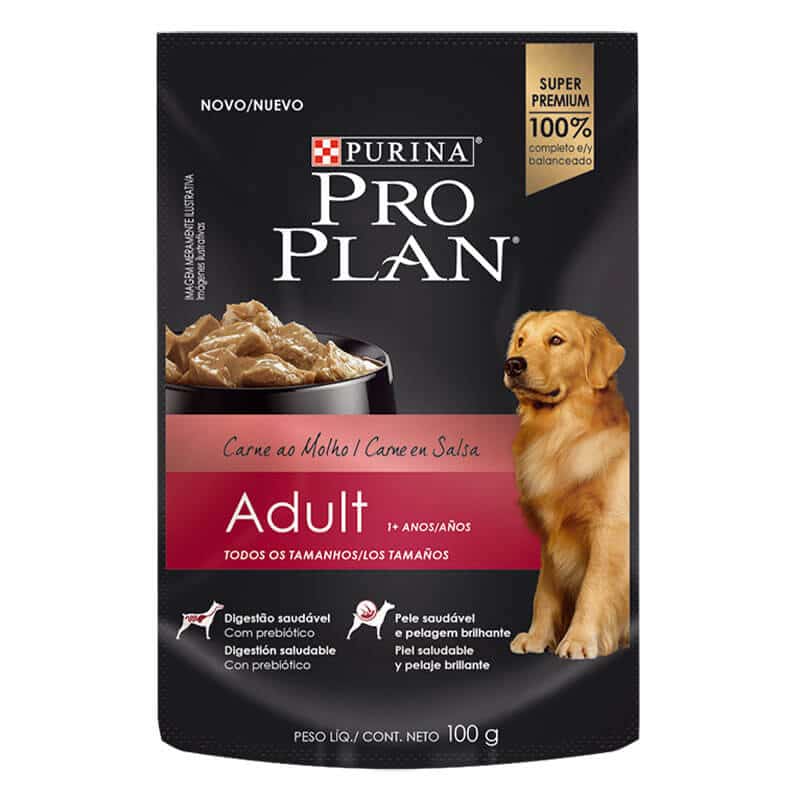 NOVO/NUEVO
SUPER
PREMIUM
100%
completo e/y
balanceado
PURINA®
PRO
PLAN®
IMAGEM MERAMENTE ILUSTRATIVA
Imágenes ilustrativas
Carne ao Molho / Carne en Salsa
Adult 1+ ANOS/AÑOS
TODOS OS TAMANHOS/LOS TAMAÑOS
Digestão saudável
Com prebiótico
Digestión saludable
Con prebiótico
Pele saudável
e pelagem brilhante
Piel saludable
y pelaje brillante
PESO LÍQ./ CONT. NETO 100 g